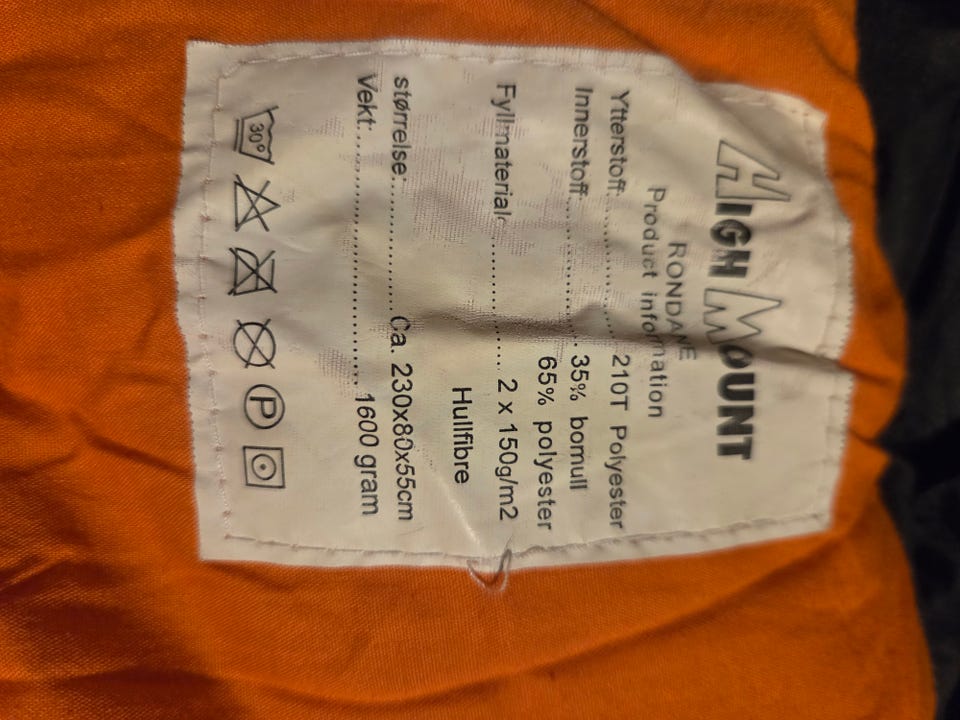 HIGH MOUNT
RONDANE
Product information
Ytterstoff:............210T Polyester
Innerstoff..................35% bomull
65% polyester
Fyllmaterial................2 x 150g/m2
Hullfibre
størrelse:...............Ca. 230x80x55cm
Vekt:.............................1600 gram
30° P